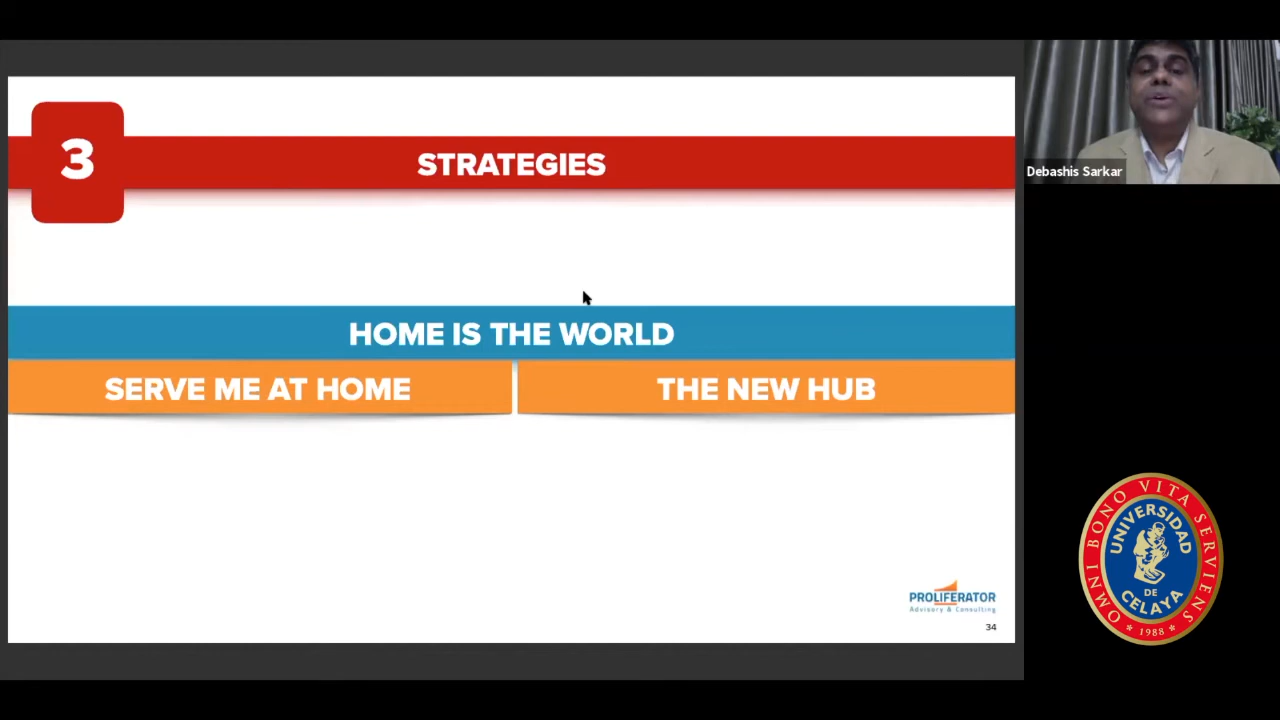 3
STRATEGIES
HOME IS THE WORLD
SERVE ME AT HOME
THE NEW HUB
PROLIFERATOR
Advisory & Consulting
34
Debashis Sarkar
OMNI BONO VITA SERVIENS
UNIVERSIDAD
DE
CELAYA
* 1988 *